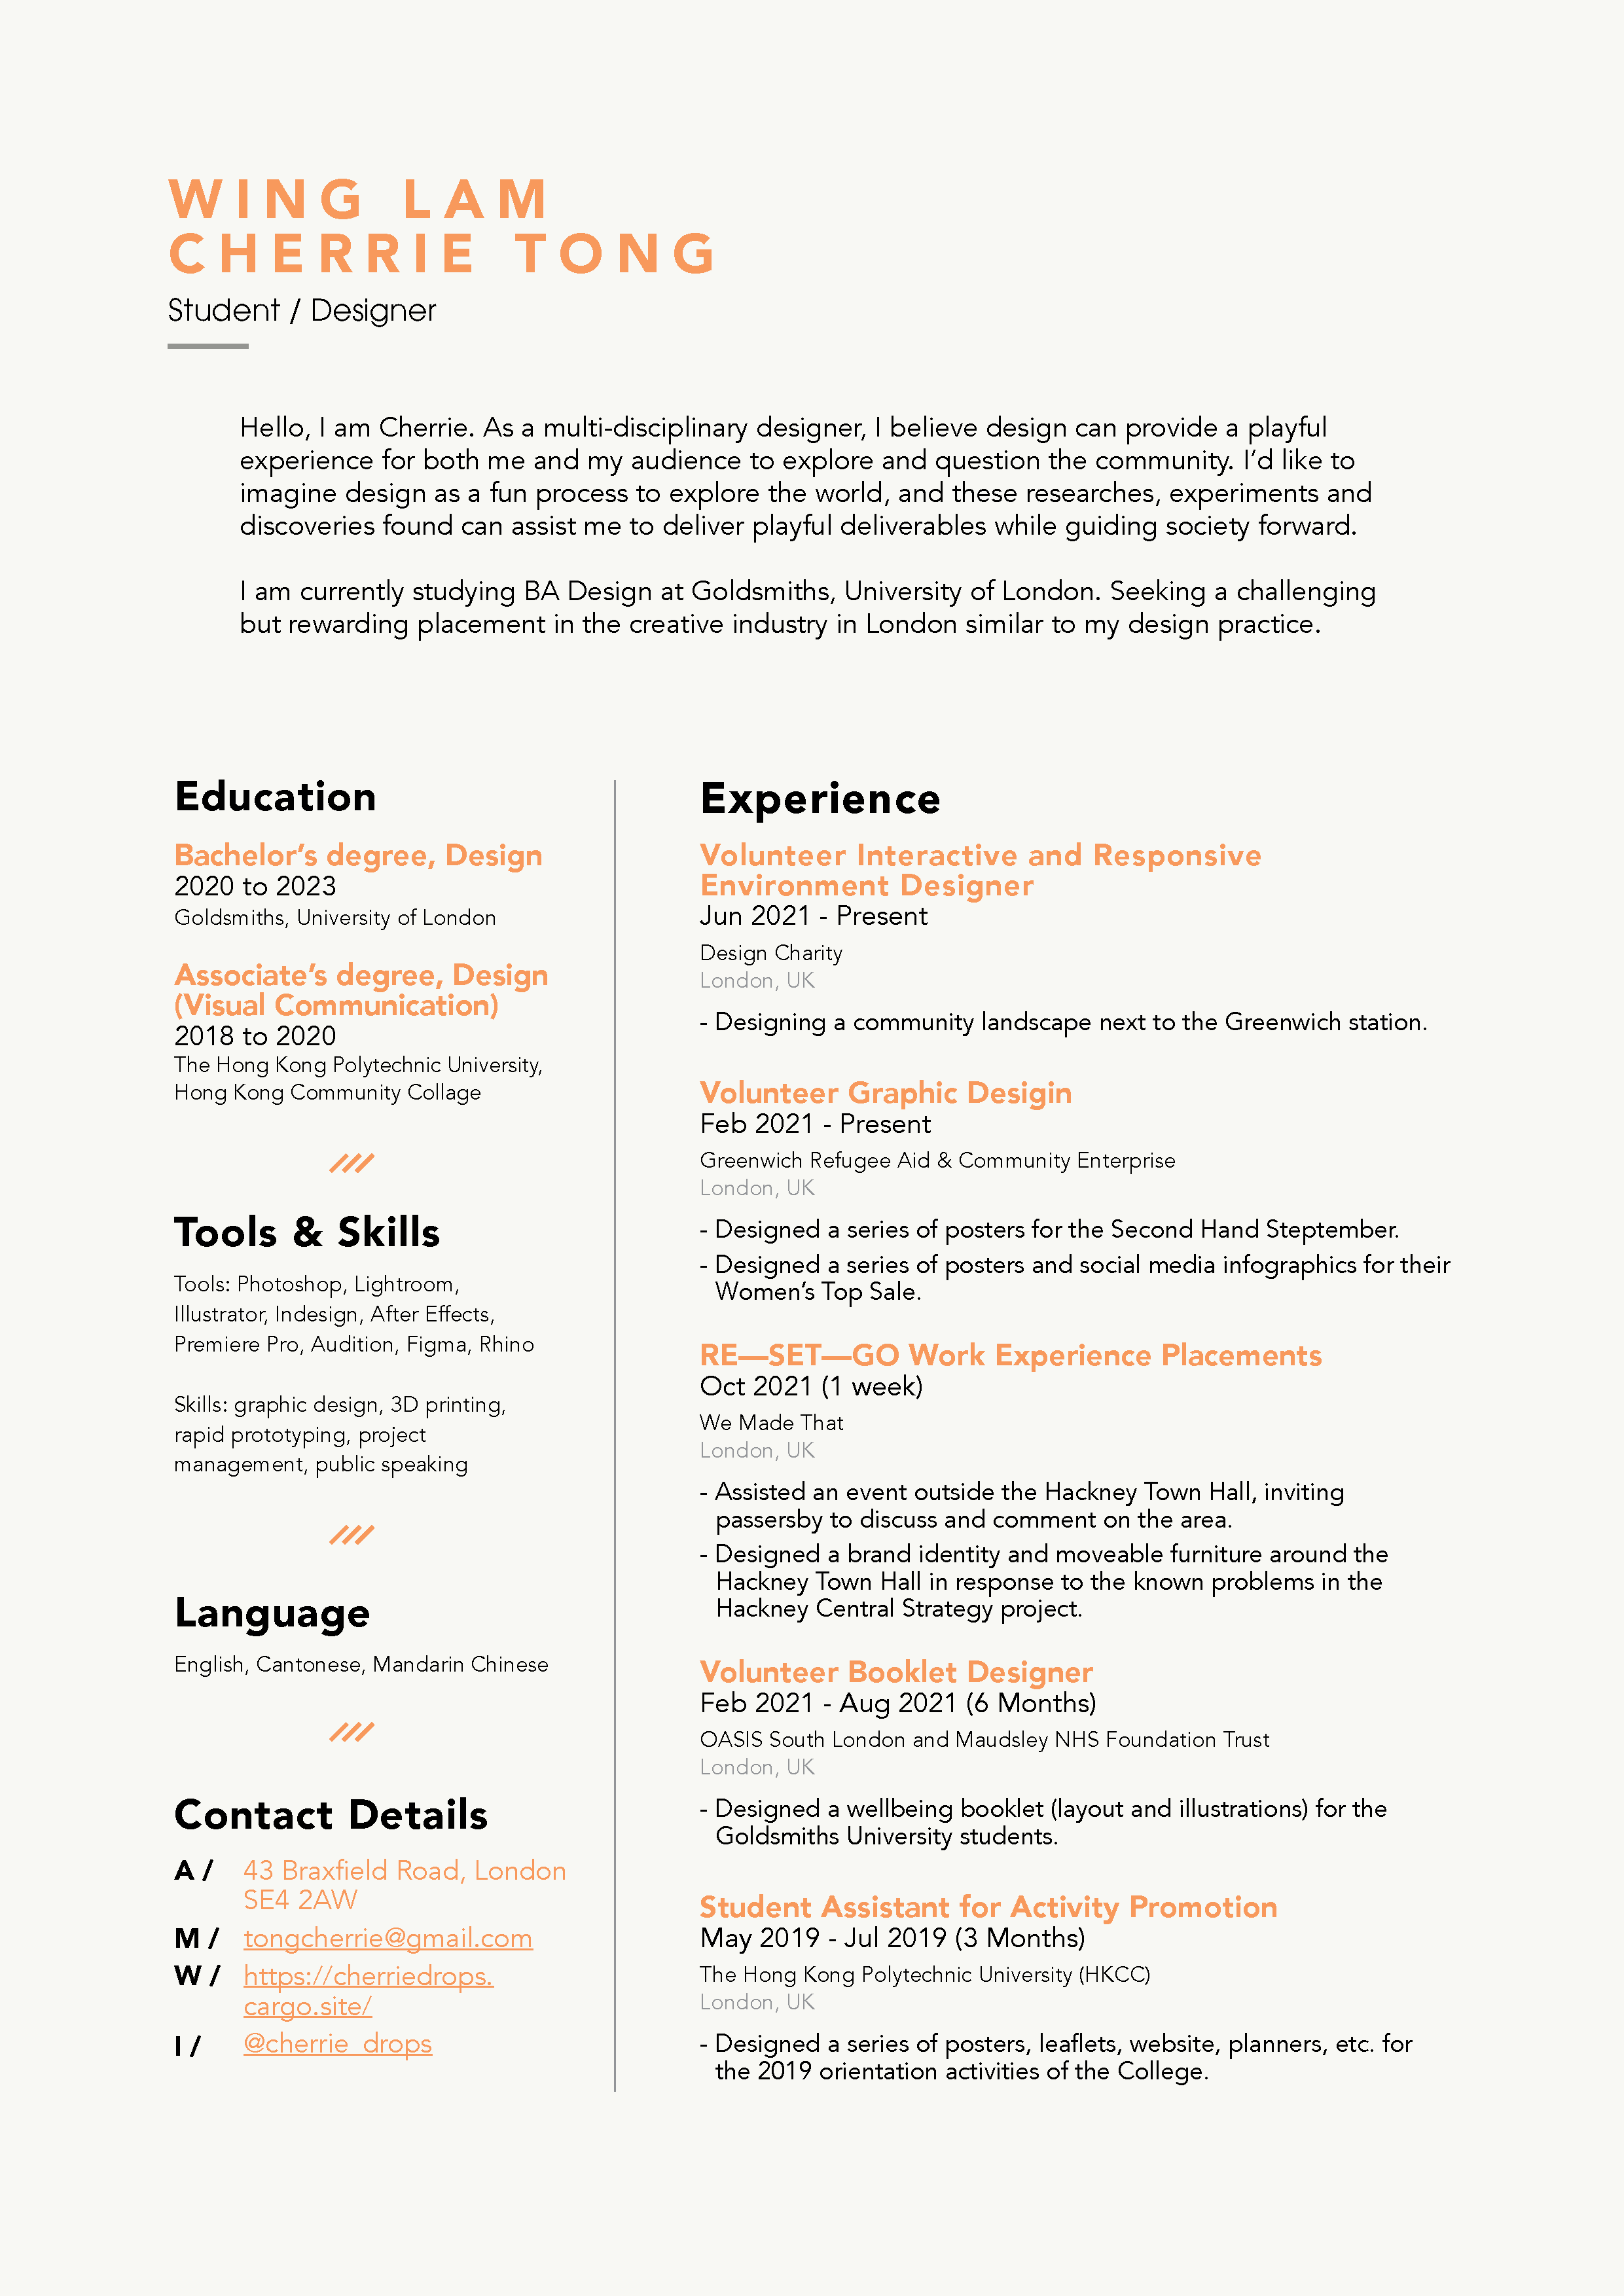 WING LAM
CHERRIE TONG
Student / Designer
Hello, I am Cherrie. As a multi-disciplinary designer, I believe design can provide a playful
experience for both me and my audience to explore and question the community. I’d like to
imagine design as a fun process to explore the world, and these researches, experiments and
discoveries found can assist me to deliver playful deliverables while guiding society forward.
I am currently studying BA Design at Goldsmiths, University of London. Seeking a challenging
but rewarding placement in the creative industry in London similar to my design practice.
Education
Bachelor’s degree, Design
2020 to 2023
Goldsmiths, University of London
Associate’s degree, Design
(Visual Communication)
2018 to 2020
The Hong Kong Polytechnic University,
Hong Kong Community Collage
Tools & Skills
Tools: Photoshop, Lightroom,
Illustrator, Indesign, After Effects,
Premiere Pro, Audition, Figma, Rhino
Skills: graphic design, 3D printing,
rapid prototyping, project
management, public speaking
Language
English, Cantonese, Mandarin Chinese
Contact Details
A / 43 Braxfield Road, London
SE4 2AW
M / tongcherrie@gmail.com
W / https://cherriedrops.
cargo.site/
I / @cherrie_drops
Experience
Volunteer Interactive and Responsive
Environment Designer
Jun 2021 - Present
Design Charity
London, UK
- Designing a community landscape next to the Greenwich station.
Volunteer Graphic Desigin
Feb 2021 - Present
Greenwich Refugee Aid & Community Enterprise
London, UK
- Designed a series of posters for the Second Hand Steptember.
- Designed a series of posters and social media infographics for their
Women’s Top Sale.
RE—SET—GO Work Experience Placements
Oct 2021 (1 week)
We Made That
London, UK
- Assisted an event outside the Hackney Town Hall, inviting
passersby to discuss and comment on the area.
- Designed a brand identity and moveable furniture around the
Hackney Town Hall in response to the known problems in the
Hackney Central Strategy project.
Volunteer Booklet Designer
Feb 2021 - Aug 2021 (6 Months)
OASIS South London and Maudsley NHS Foundation Trust
London, UK
- Designed a wellbeing booklet (layout and illustrations) for the
Goldsmiths University students.
Student Assistant for Activity Promotion
May 2019 - Jul 2019 (3 Months)
The Hong Kong Polytechnic University (HKCC)
London, UK
- Designed a series of posters, leaflets, website, planners, etc. for
the 2019 orientation activities of the College.